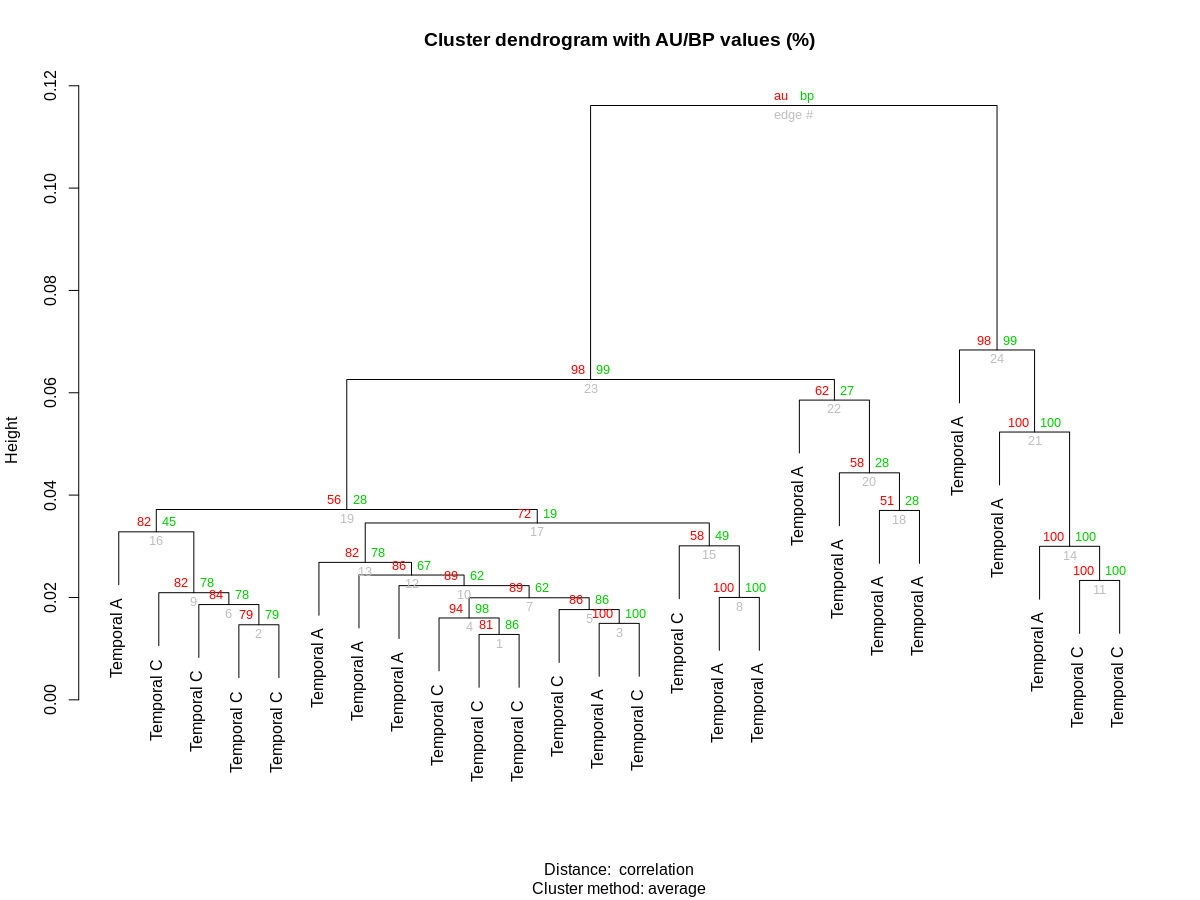 Cluster dendrogram with AU/BP values (%)
Height
0.12
0.10
0.08
0.06
0.04
0.02
0.00
au bp
edge #
98 99
24
98 99
23
62 27
22
100 100
21
58 28
20
56 28
19
51 28
18
72 19
17
82 45
16
58 49
15
100 100
14
82 78
13
86 67
12
100 100
11
89 62
10
82 78
9
100 100
8
89 62
7
84 78
6
86 86
5
94 98
4
100 100
3
79 79
2
81 86
1
Temporal A
Temporal C
Temporal C
Temporal C
Temporal C
Temporal A
Temporal A
Temporal A
Temporal C
Temporal C
Temporal C
Temporal C
Temporal A
Temporal C
Temporal C
Temporal A
Temporal A
Temporal A
Temporal A
Temporal A
Temporal A
Temporal A
Temporal A
Temporal A
Temporal C
Temporal C
Distance: correlation
Cluster method: average